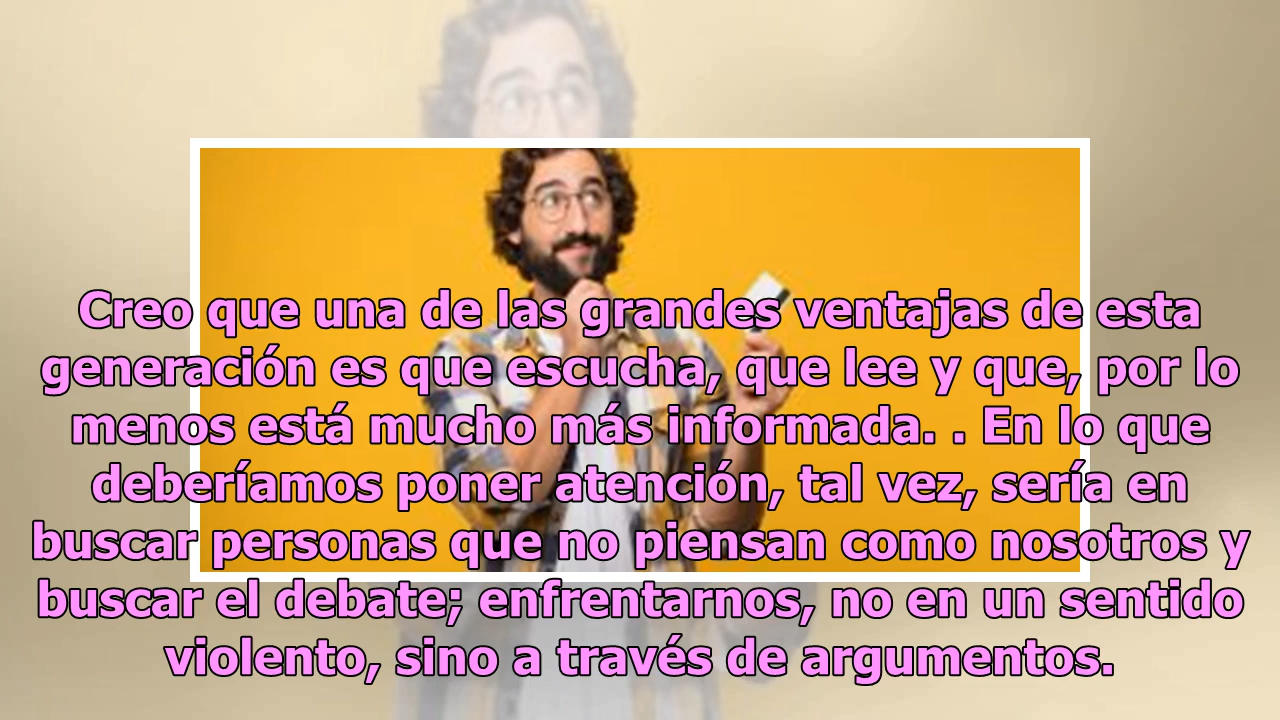 Creo que una de las grandes ventajas de esta
generación es que escucha, que lee y que, por lo
menos está mucho más informada. . En lo que
deberíamos poner atención, tal vez, sería en
buscar personas que no piensan como nosotros y
buscar el debate; enfrentarnos, no en un sentido
violento, sino a través de argumentos.